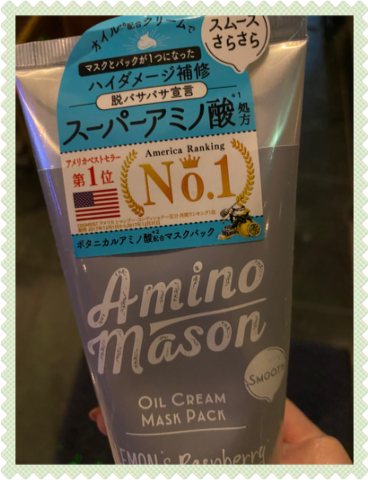 オイルin配合クリームで
スムース
さらさら
マスクとパックが1つになった
ハイダメージ補修
脱パサパサ宣言
スーパーアミノ酸 処方
アメリカベストセラー
第1位
America Ranking
No.1
ボタニカルアミノ酸配合マスクパック
Amino
Mason
SMOOTH
OIL CREAM
MASK PACK
LEMON & Raspberry